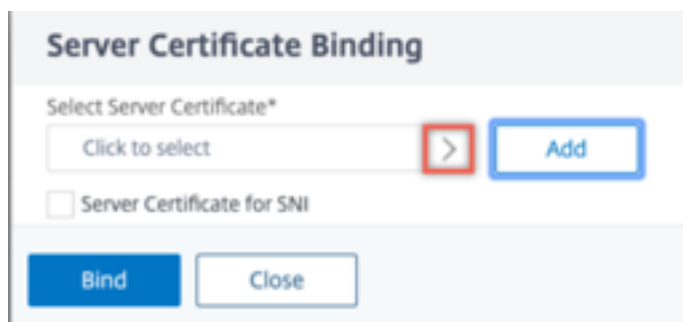 Server Certificate Binding
Select Server Certificate*
Click to select
Add
Server Certificate for SNI
Bind
Close